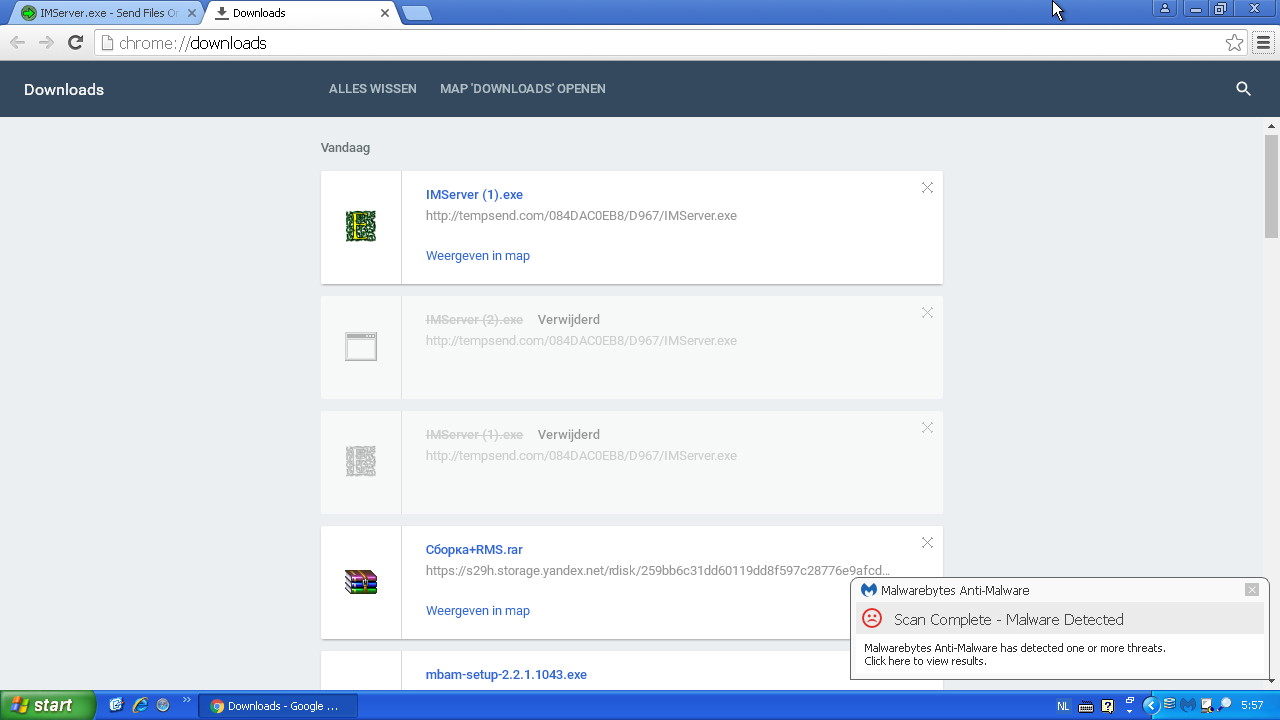 IMServer.exe - Send Files On
Downloads
chrome://downloads
Downloads
ALLES WISSEN
MAP 'DOWNLOADS' OPENEN
Vandaag
IMServer (1).exe
http://tempsend.com/084DAC0EB8/D967/IMServer.exe
Weergeven in map
IMServer (2).exe Verwijderd
http://tempsend.com/084DAC0EB8/D967/IMServer.exe
IMServer (1).exe Verwijderd
http://tempsend.com/084DAC0EB8/D967/IMServer.exe
Сборка+RMS.rar
https://s29h.storage.yandex.net/rdisk/259bb6c31dd60119dd8f597c28776e9afcd...
Weergeven in map
mbam-setup-2.2.1.1043.exe
Malwarebytes Anti-Malware
Scan Complete - Malware Detected
Malwarebytes Anti-Malware has detected one or more threats.
Click here to view results.
start
Downloads - Google ...
NL
5:57